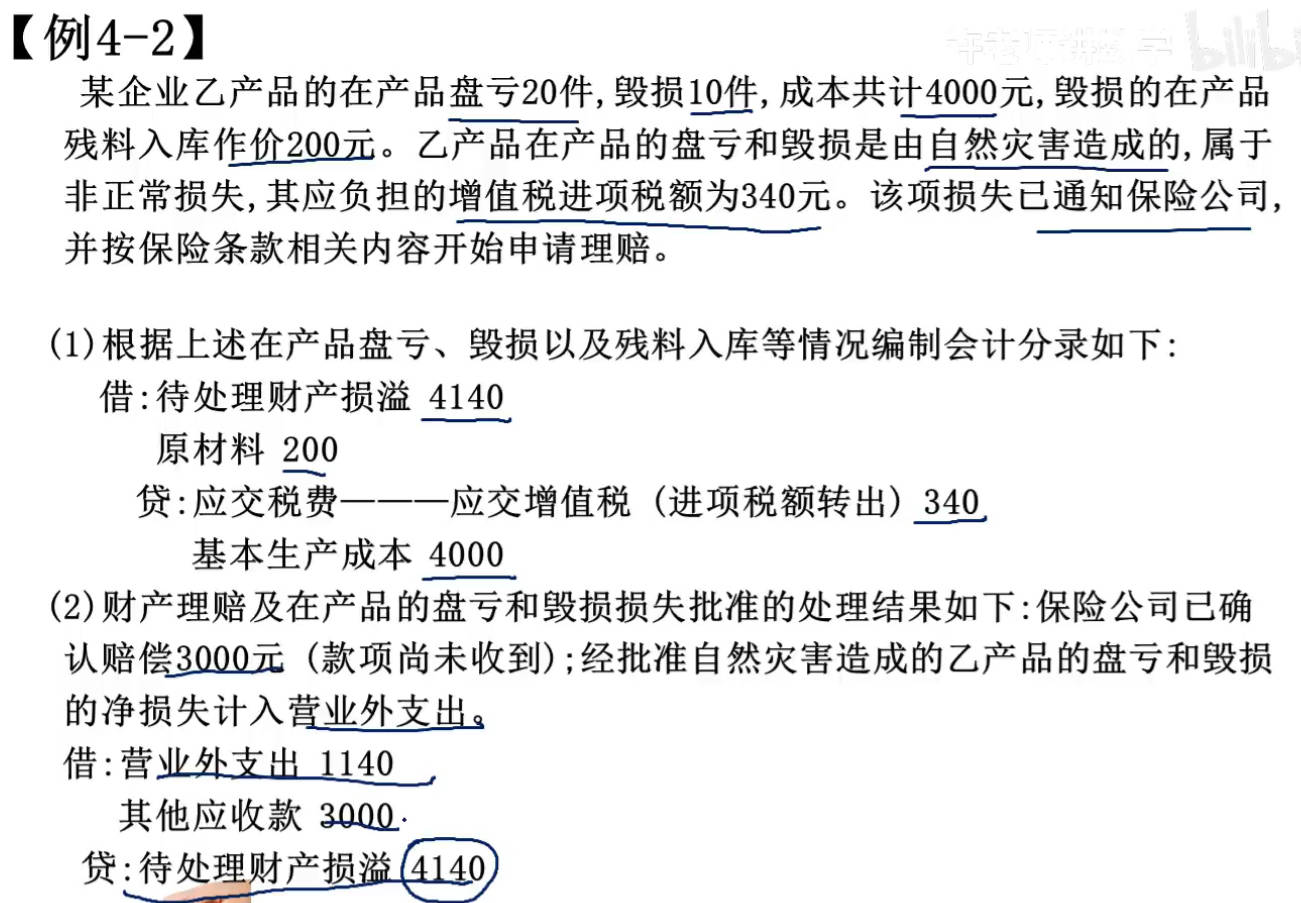 【例4-2】
某企业乙产品的在产品盘亏20件,毁损10件,成本共计4000元,毁损的在产品
残料入库作价200元。乙产品在产品的盘亏和毁损是由自然灾害造成的,属于
非正常损失,其应负担的增值税进项税额为340元。该项损失已通知保险公司,
并按保险条款相关内容开始申请理赔。
(1)根据上述在产品盘亏、毁损以及残料入库等情况编制会计分录如下:
借:待处理财产损溢 4140
原材料 200
贷:应交税费———应交增值税 (进项税额转出) 340
基本生产成本 4000
(2)财产理赔及在产品的盘亏和毁损损失批准的处理结果如下:保险公司已确
认赔偿3000元 (款项尚未收到);经批准自然灾害造成的乙产品的盘亏和毁损
的净损失计入营业外支出。
借:营业外支出 1140
其他应收款 3000
贷:待处理财产损溢 4140